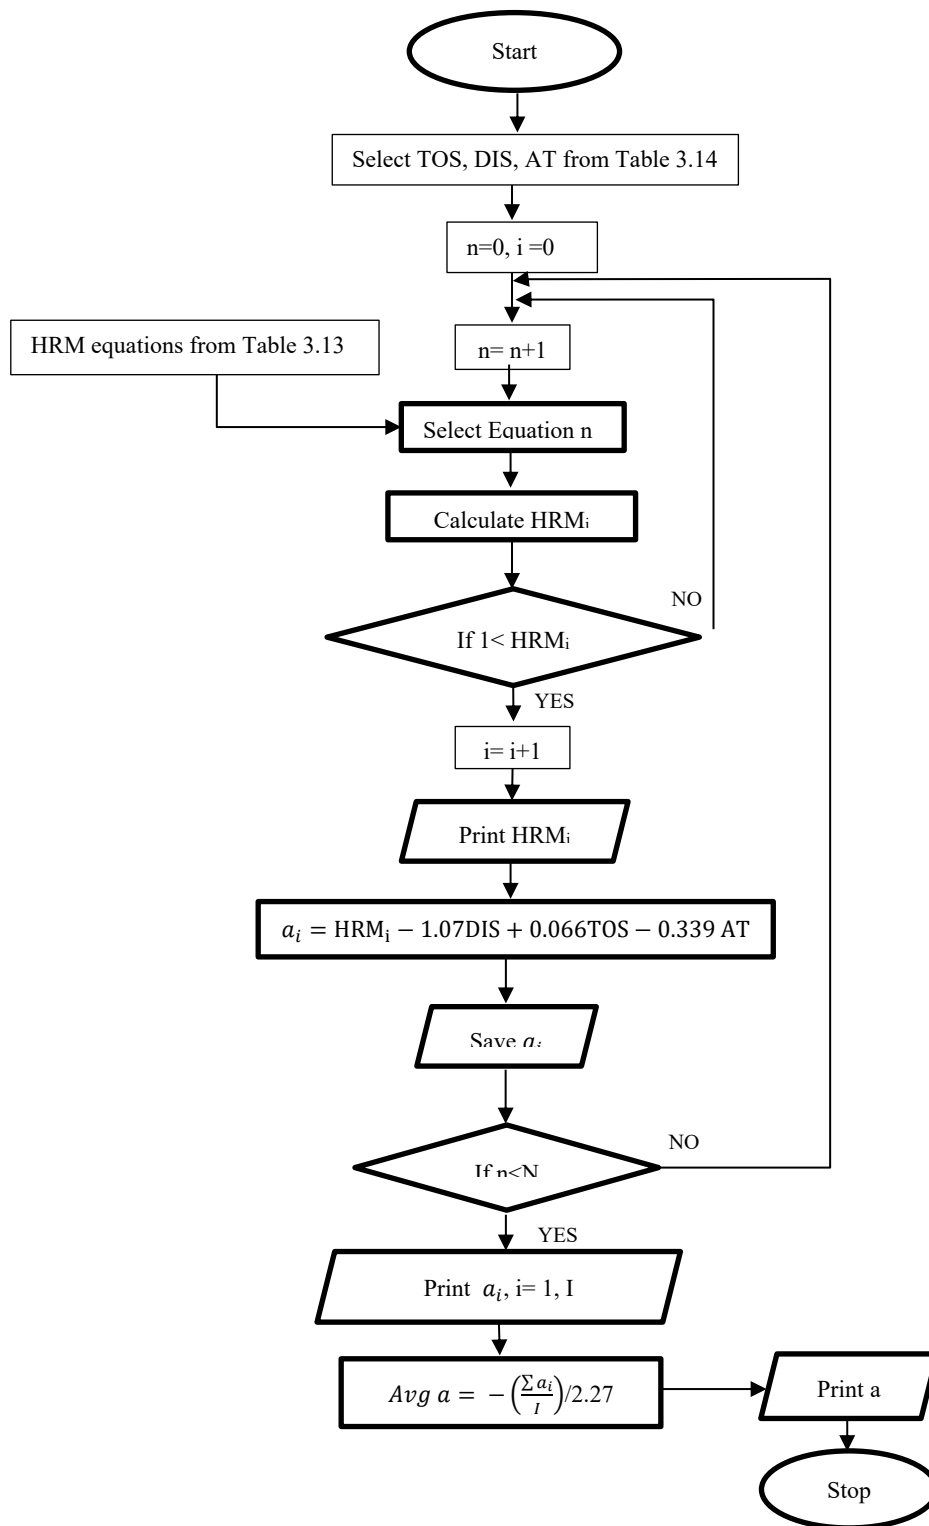 Start
Select TOS, DIS, AT from Table 3.14
n=0, i =0
HRM equations from Table 3.13
n= n+1
Select Equation n
Calculate HRMᵢ
NO
If 1< HRMᵢ
YES
i= i+1
Print HRMᵢ
𝑎ᵢ = HRMᵢ − 1.07DIS + 0.066TOS − 0.339 AT
Save 𝑎ᵢ
NO
If n<N
YES
Print 𝑎ᵢ, i= 1, I
𝐴𝑣𝑔 𝑎 = −(∑ 𝑎ᵢ/𝐼)/2.27
Print a
Stop